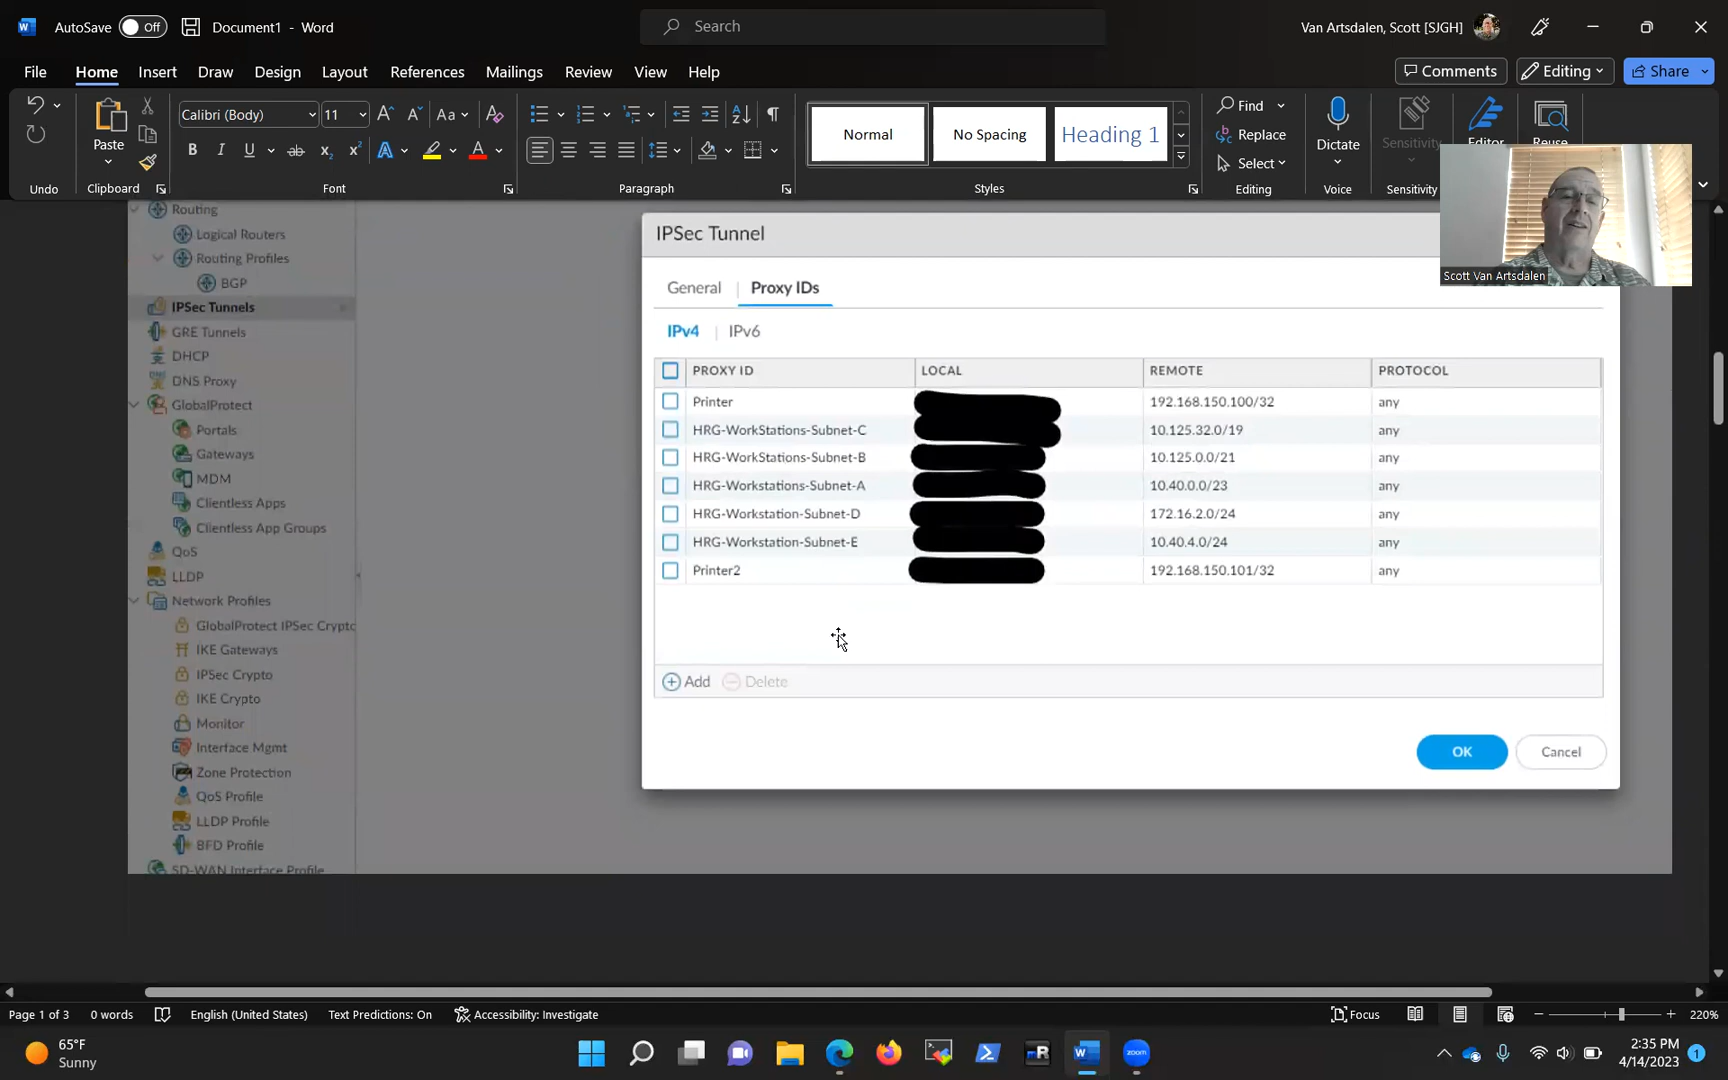 AutoSave Off Document1 - Word Search Van Artsdalen, Scott [SJGH]
File Home Insert Draw Design Layout References Mailings Review View Help Comments Editing Share
Calibri (Body) 11 Aa Find
Paste Normal No Spacing Heading 1 Replace Dictate Sensitivity Editor Reuse
B I U ab x₂ x² A A Select
Undo Clipboard Font Paragraph Styles Editing Voice Sensitivity
Scott Van Artsdalen
Routing
Logical Routers
Routing Profiles
BGP
IPSec Tunnels
GRE Tunnels
DHCP
DNS Proxy
GlobalProtect
Portals
Gateways
MDM
Clientless Apps
Clientless App Groups
QoS
LLDP
Network Profiles
GlobalProtect IPSec Crypto
IKE Gateways
IPSec Crypto
IKE Crypto
Monitor
Interface Mgmt
Zone Protection
QoS Profile
LLDP Profile
BFD Profile
SD-WAN Interface Profile
IPSec Tunnel
General Proxy IDs
IPv4 IPv6
PROXY ID LOCAL REMOTE PROTOCOL
Printer 192.168.150.100/32 any
HRG-WorkStations-Subnet-C 10.125.32.0/19 any
HRG-WorkStations-Subnet-B 10.125.0.0/21 any
HRG-Workstations-Subnet-A 10.40.0.0/23 any
HRG-Workstation-Subnet-D 172.16.2.0/24 any
HRG-Workstation-Subnet-E 10.40.4.0/24 any
Printer2 192.168.150.101/32 any
Add Delete
OK Cancel
Page 1 of 3 0 words English (United States) Text Predictions: On Accessibility: Investigate Focus 220%
65°F
Sunny
zoom
2:35 PM
4/14/2023 1